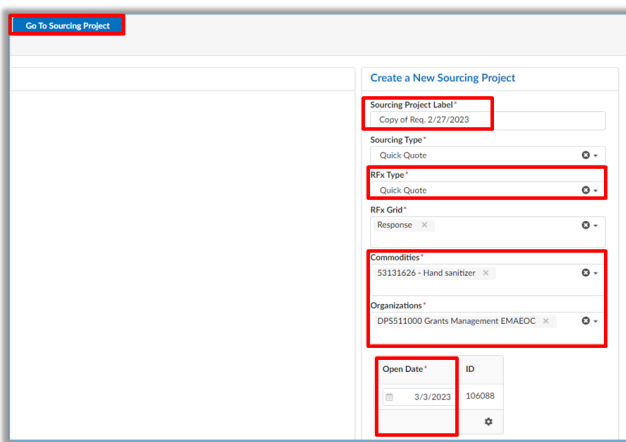 Go To Sourcing Project
Create a New Sourcing Project
Sourcing Project Label*
Copy of Req. 2/27/2023
Sourcing Type*
Quick Quote
RFx Type*
Quick Quote
RFx Grid*
Response ×
Commodities*
53131626 - Hand sanitizer ×
Organizations*
DPS511000 Grants Management EMAEOC ×
Open Date* ID
3/3/2023 106088